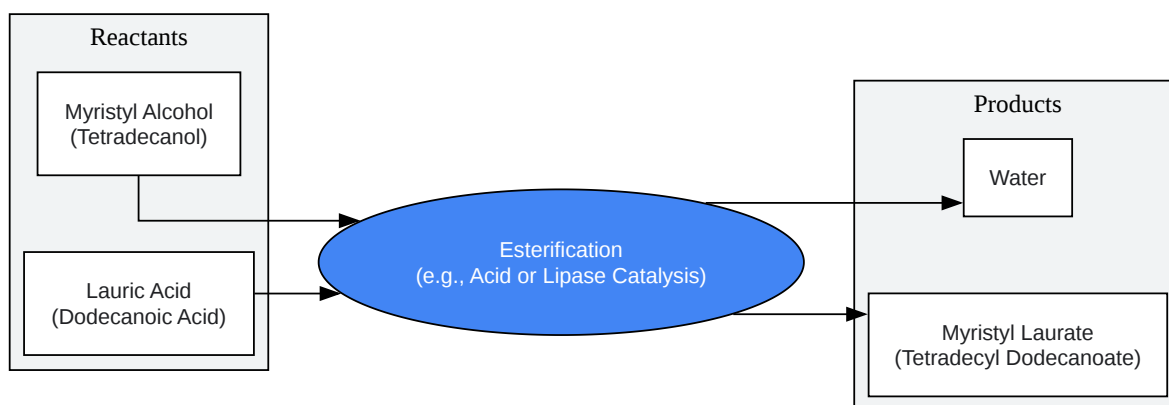 Reactants
Myristyl Alcohol
(Tetradecanol)
Lauric Acid
(Dodecanoic Acid)
Esterification
(e.g., Acid or Lipase Catalysis)
Products
Water
Myristyl Laurate
(Tetradecyl Dodecanoate)